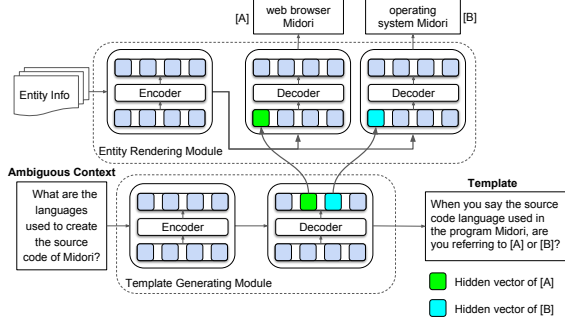 [A]
web browser
Midori
operating
system Midori
[B]
Entity Info
Encoder
Decoder
Decoder
Entity Rendering Module
Ambiguous Context
What are the
languages
used to create
the source
code of Midori?
Encoder
Decoder
Template Generating Module
Template
When you say the source
code language used in
the program Midori, are
you referring to [A] or [B]?
Hidden vector of [A]
Hidden vector of [B]